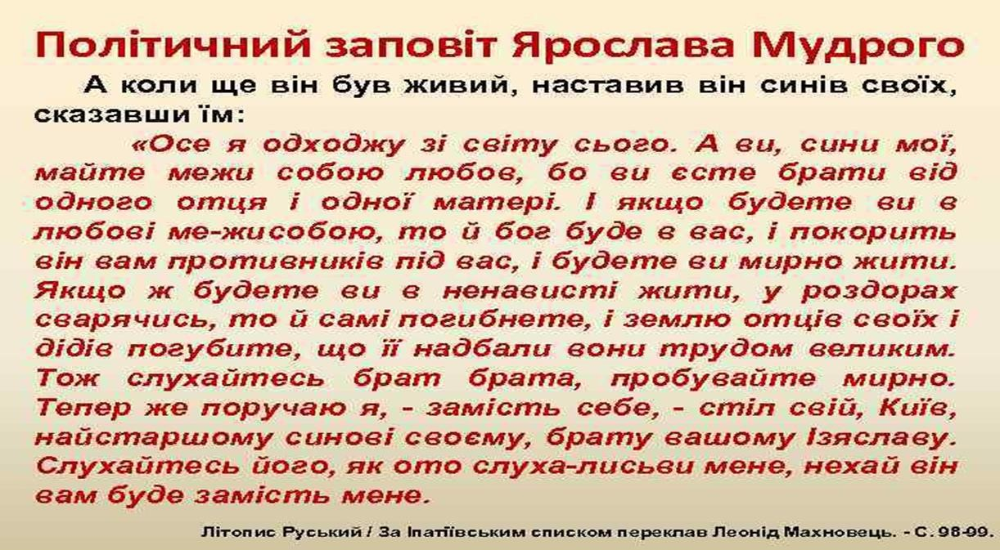 Політичний заповіт Ярослава Мудрого
А коли ще він був живий, наставив він синів своїх,
сказавши їм:
«Осе я одходжу зі світу сього. А ви, сини мої,
майте межи собою любов, бо ви єсте брати від
одного отця і одної матері. І якщо будете ви в
любові ме-жисобою, то й бог буде в вас, і покорить
він вам противників під вас, і будете ви мирно жити.
Якщо ж будете ви в ненависті жити, у роздорах
сварячись, то й самі погибнете, і землю отців своїх і
дідів погубите, що її надбали вони трудом великим.
Тож слухайтесь брат брата, пробувайте мирно.
Тепер же поручаю я, - замість себе, - стіл свій, Київ,
найстаршому синові своєму, брату вашому Ізяславу.
Слухайтесь його, як ото слуха-лисьви мене, нехай він
вам буде замість мене.
Літопис Руський / За Іпатіївським списком переклав Леонід Махновець. - С. 98-99.